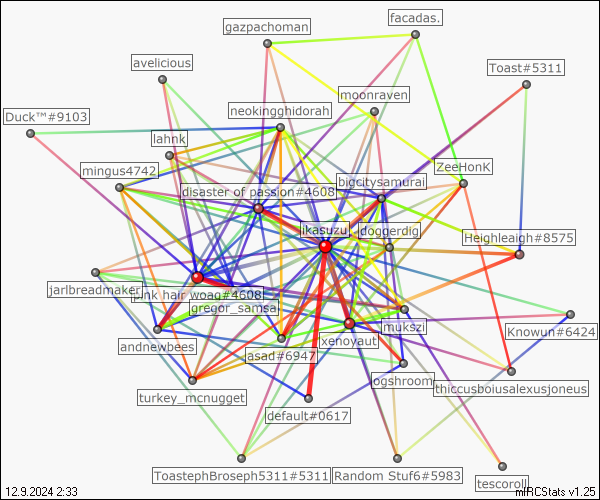 facadas.
gazpachoman
avelicious
Toast#5311
moonraven
neokingghidorah
Duck™#9103
lahnk
mingus4742
ZeeHonK
bigcitysamurai
disaster of passion#4608
likasuzu
doggerdig
Heighleaigh#8575
jarlbreadmaker
pink hair woag#4608
gregor_samsa
mukszi
Knowun#6424
xenoyaut
andnewbees
asad#6947
ogshroom
thiccusboiusalexusjoneus
turkey_mcnugget
default#0617
ToastephBroseph5311#5311
Random Stuf6#5983
tescoroll
12.9.2024 2:33
mIRCStats v1.25